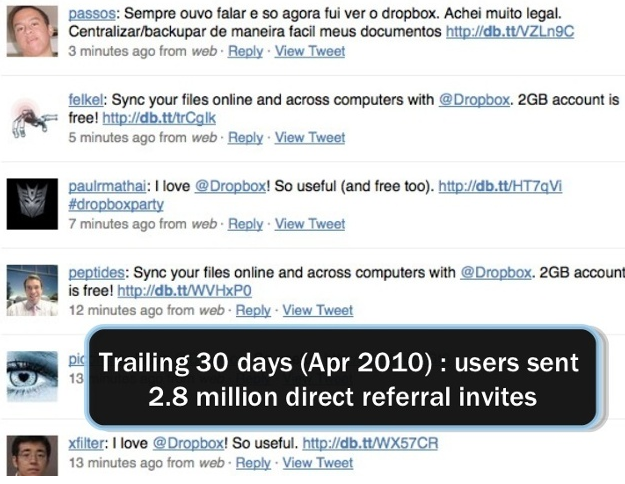 passos: Sempre ouvo falar e so agora fui ver o dropbox. Achei muito legal.
Centralizar/backupar de maneira facil meus documentos http://db.tt/VZLn9C
3 minutes ago from web · Reply · View Tweet
felkel: Sync your files online and across computers with @Dropbox. 2GB account is
free! http://db.tt/trCgIk
5 minutes ago from web · Reply · View Tweet
paulrmathai: I love @Dropbox! So useful (and free too). http://db.tt/HT7qVi
#dropboxparty
7 minutes ago from web · Reply · View Tweet
peptides: Sync your files online and across computers with @Dropbox. 2GB account
is free! http://db.tt/WVHxP0
12 minutes ago from web · Reply · View Tweet
Trailing 30 days (Apr 2010) : users sent
2.8 million direct referral invites
13
xfilter: I love @Dropbox! So useful. http://db.tt/WX57CR
13 minutes ago from web · Reply · View Tweet